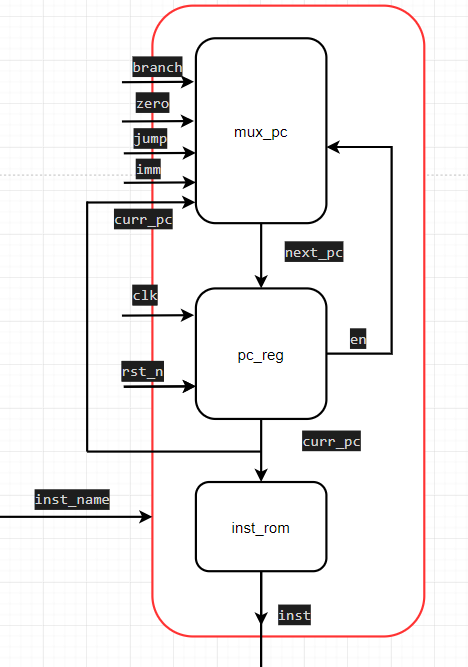 branch
zero
mux_pc
jump
imm
curr_pc
next_pc
clk
en
pc_reg
rst_n
curr_pc
inst_name
inst_rom
inst